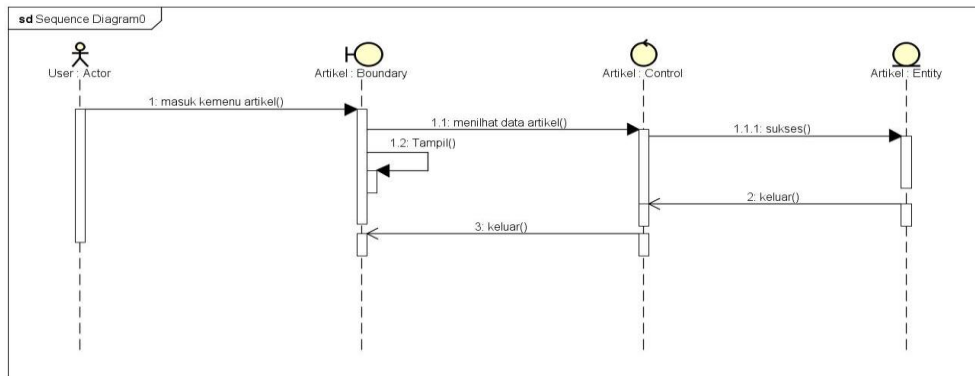 sd Sequence Diagram0
User : Actor
Artikel : Boundary
Artikel : Control
Artikel : Entity
1: masuk kemenu artikel()
1.1: menilhat data artikel()
1.1.1: sukses()
1.2: Tampil()
2: keluar()
3: keluar()